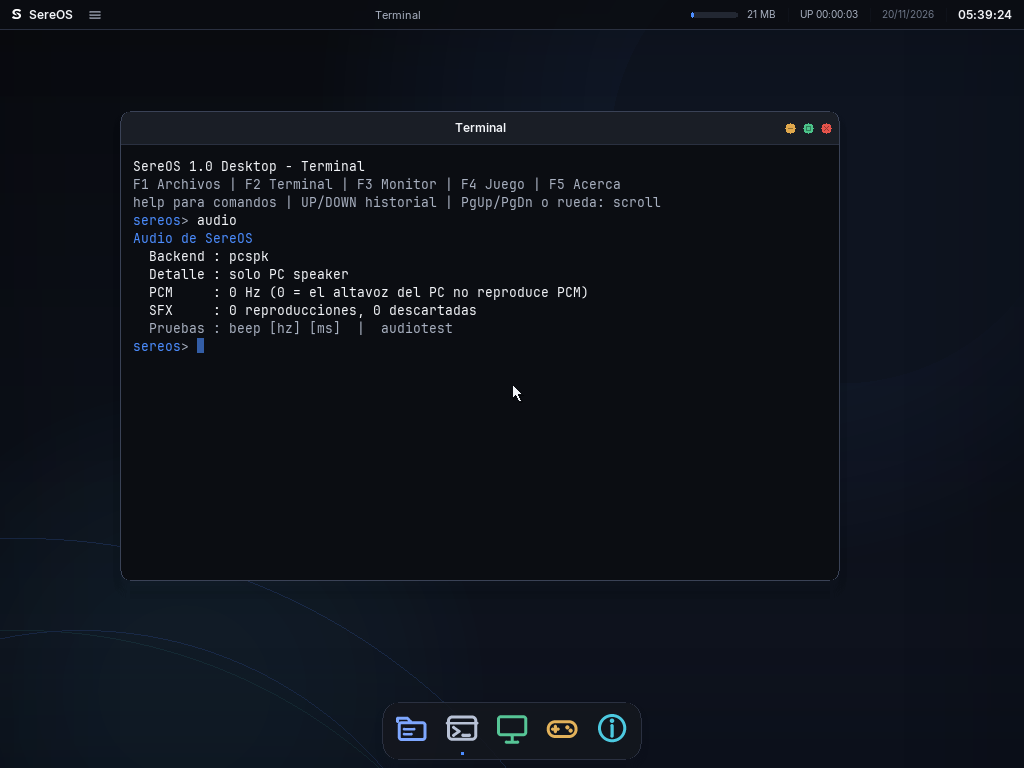 SereOS
Terminal
21 MB
UP 00:00:03
20/11/2026
05:39:24
Terminal
SereOS 1.0 Desktop - Terminal
F1 Archivos | F2 Terminal | F3 Monitor | F4 Juego | F5 Acerca
help para comandos | UP/DOWN historial | PgUp/PgDn o rueda: scroll
sereos> audio
Audio de SereOS
  Backend : pcspk
  Detalle : solo PC speaker
  PCM     : 0 Hz (0 = el altavoz del PC no reproduce PCM)
  SFX     : 0 reproducciones, 0 descartadas
  Pruebas : beep [hz] [ms]  |  audiotest
sereos>